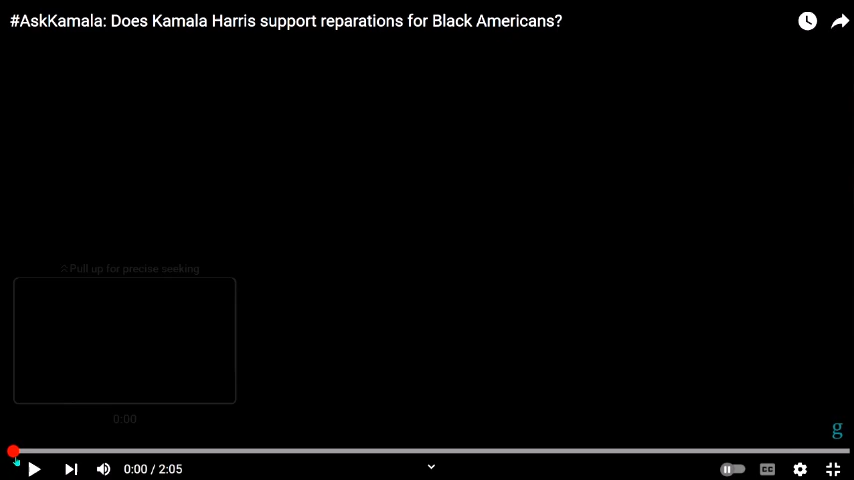 #AskKamala: Does Kamala Harris support reparations for Black Americans?
Pull up for precise seeking
0:00
g
0:00 / 2:05
CC